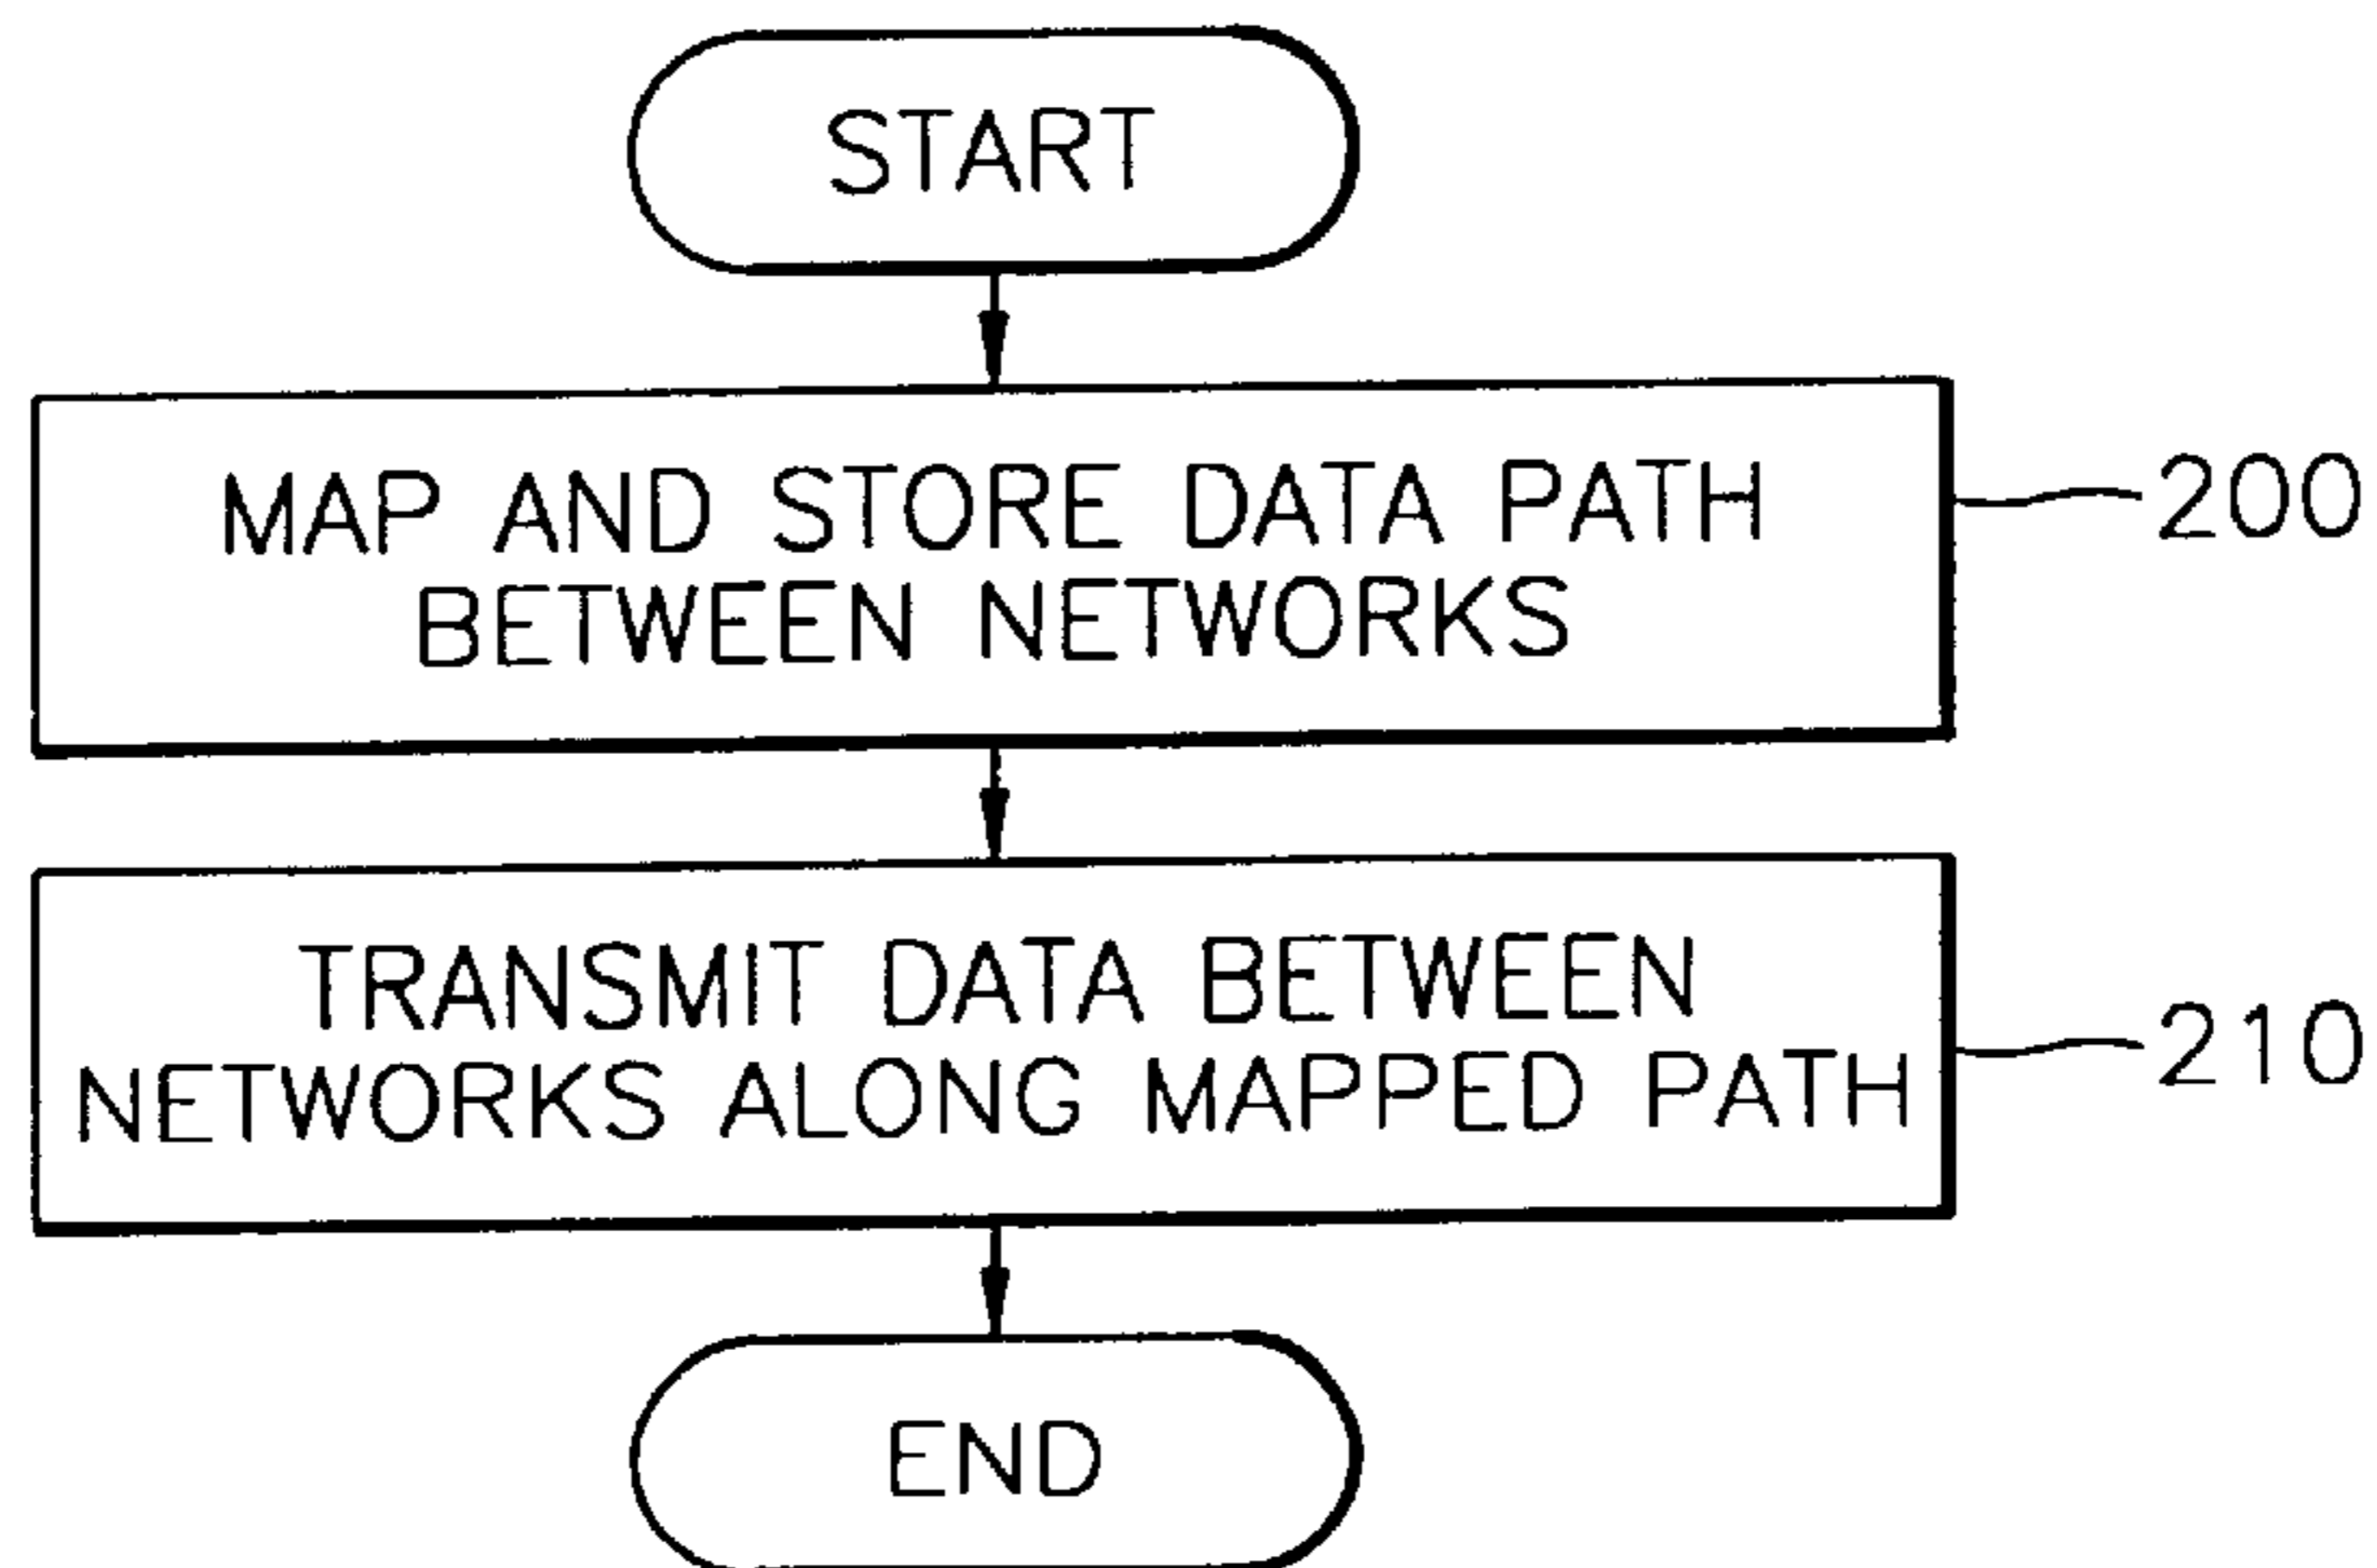 START
MAP AND STORE DATA PATH
BETWEEN NETWORKS
200
TRANSMIT DATA BETWEEN
NETWORKS ALONG MAPPED PATH
210
END